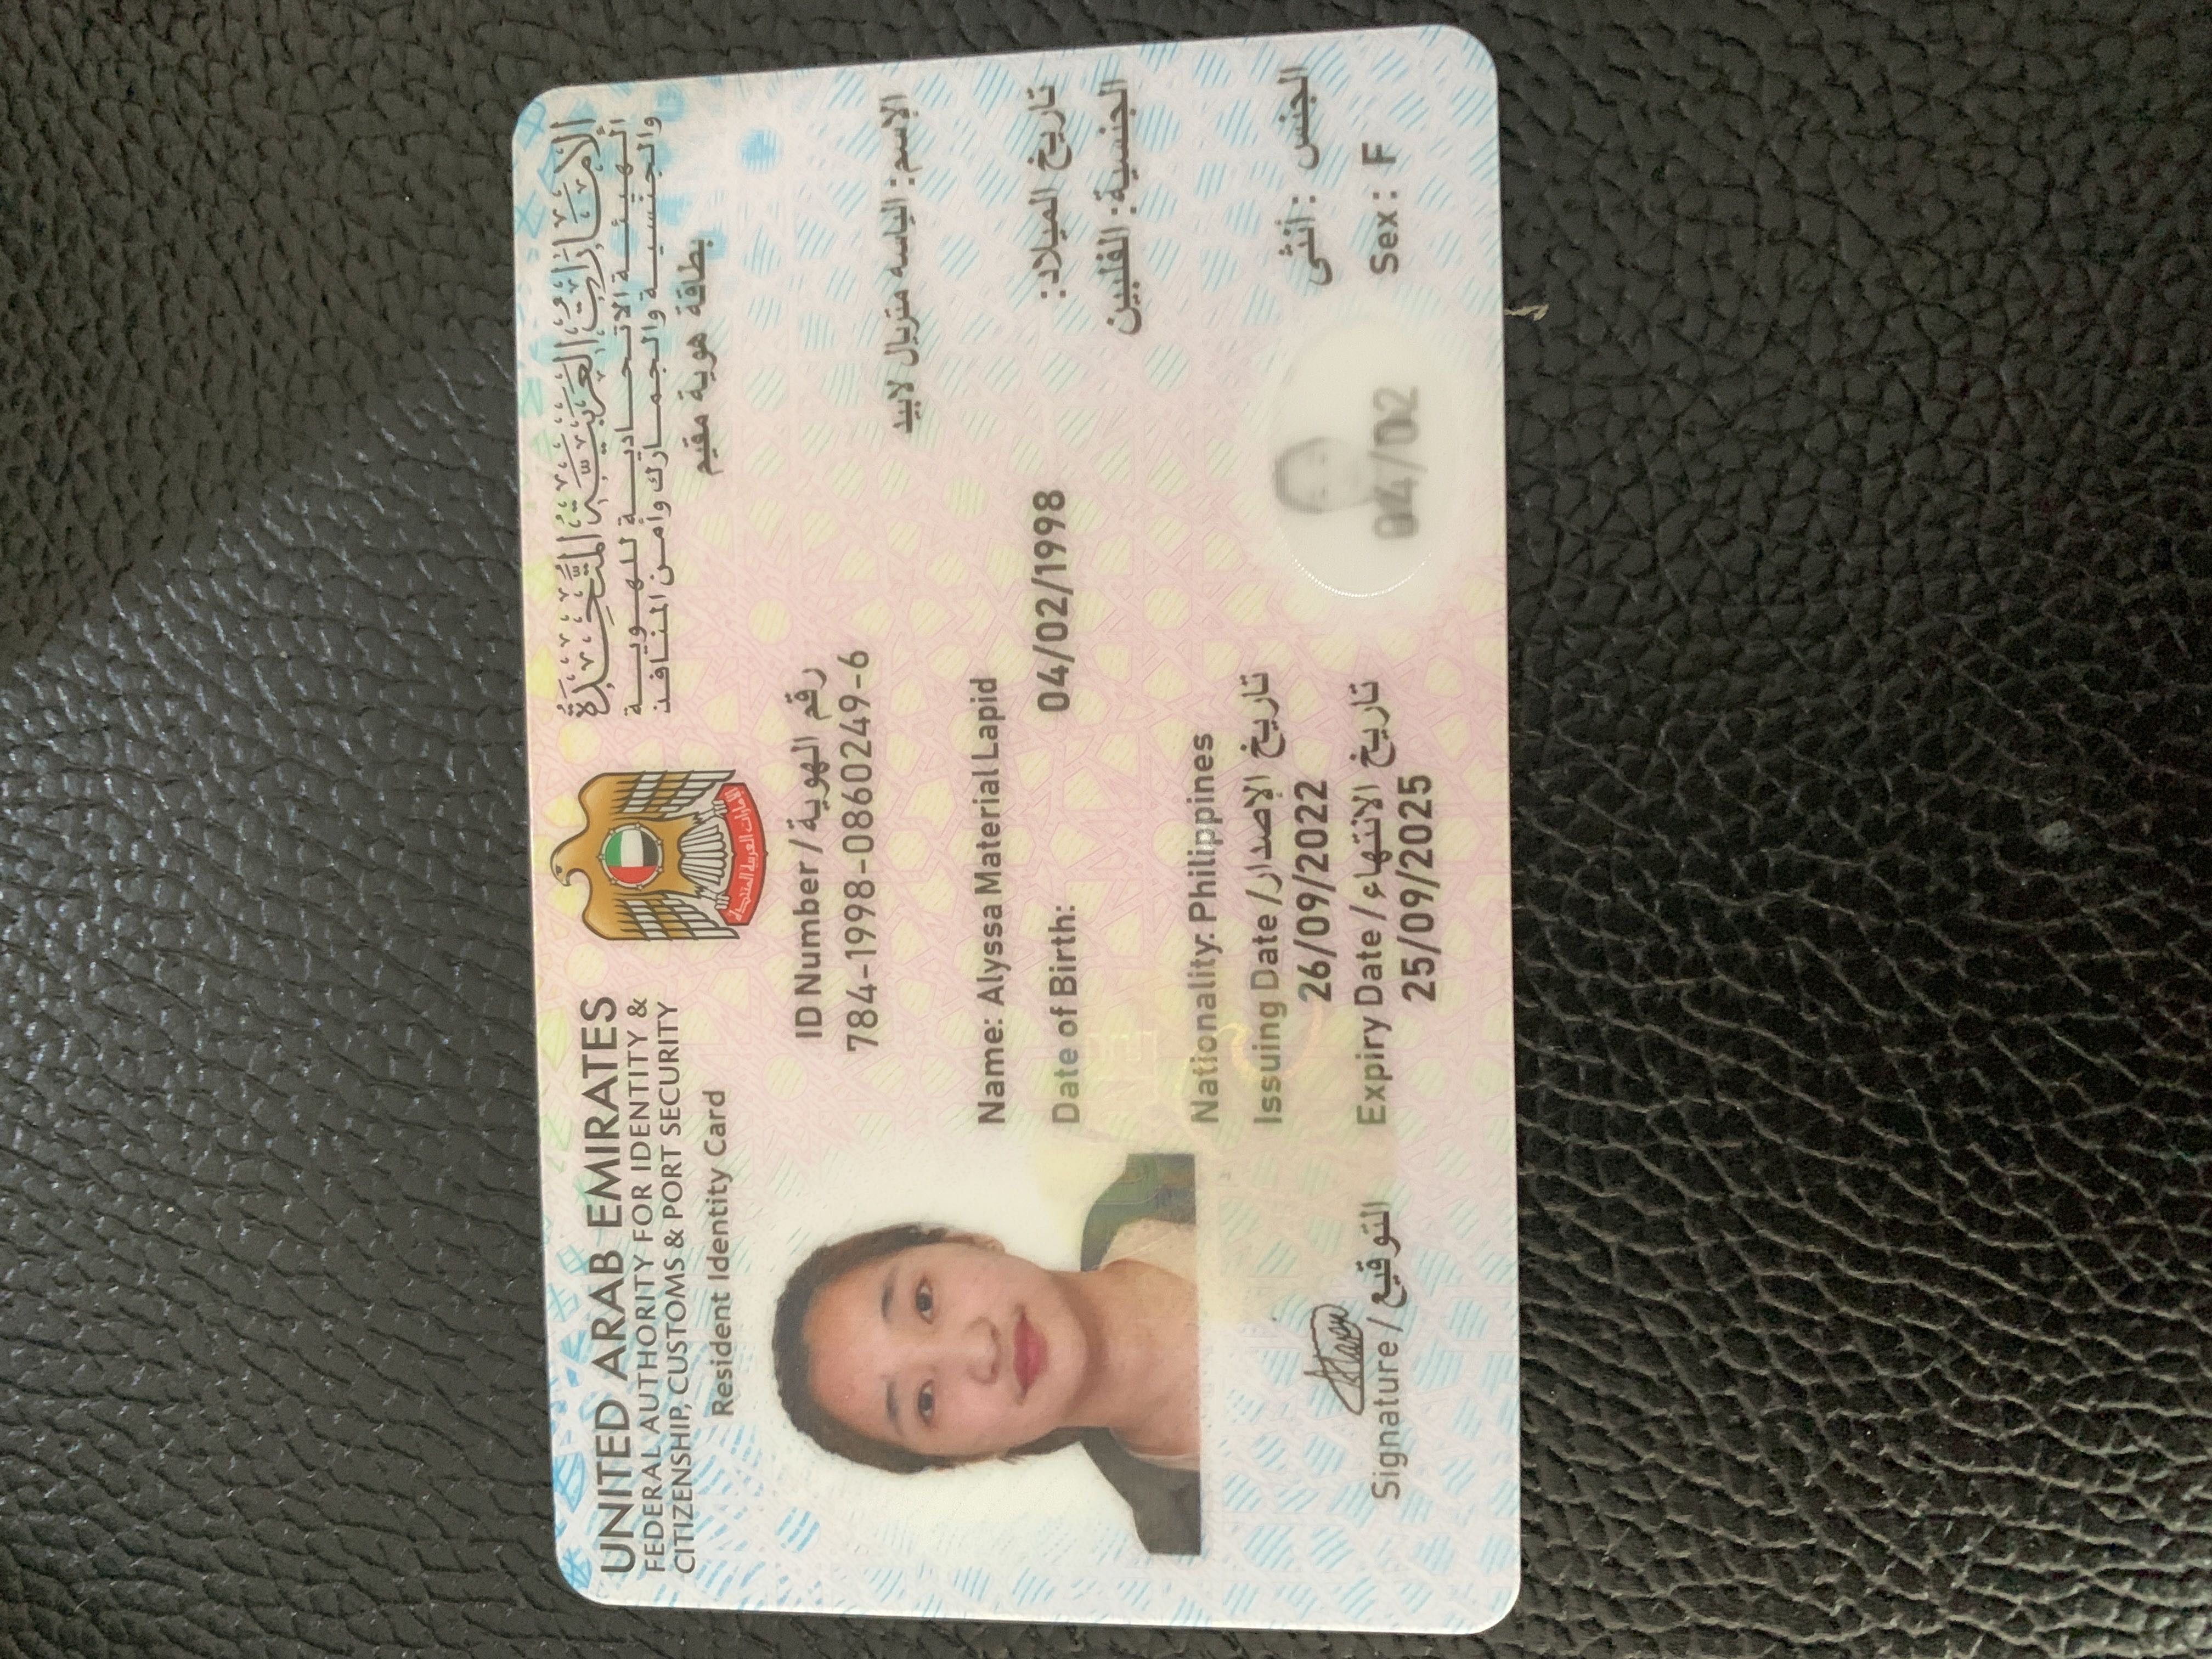 UNITED ARAB EMIRATES
FEDERAL AUTHORITY FOR IDENTITY &
CITIZENSHIP, CUSTOMS & PORT SECURITY
Resident Identity Card
الإمارات العربية المتحدة
الهيئة الاتحادية للهوية
والجنسية والجمارك وأمن المنافذ
بطاقة هوية مقيم
الإمارات العربية المتحدة
ID Number / رقم الهوية
784-1998-0860249-6
الإسم: الياسه متريال لابيد
Name: Alyssa Material Lapid
Date of Birth: 04/02/1998 تاريخ الميلاد:
الجنسية: الفلبين
Nationality: Philippines
Issuing Date / تاريخ الإصدار
26/09/2022
Expiry Date / تاريخ الانتهاء
25/09/2025
الجنس : أنثى
Sex: F
04/02
Signature / التوقيع